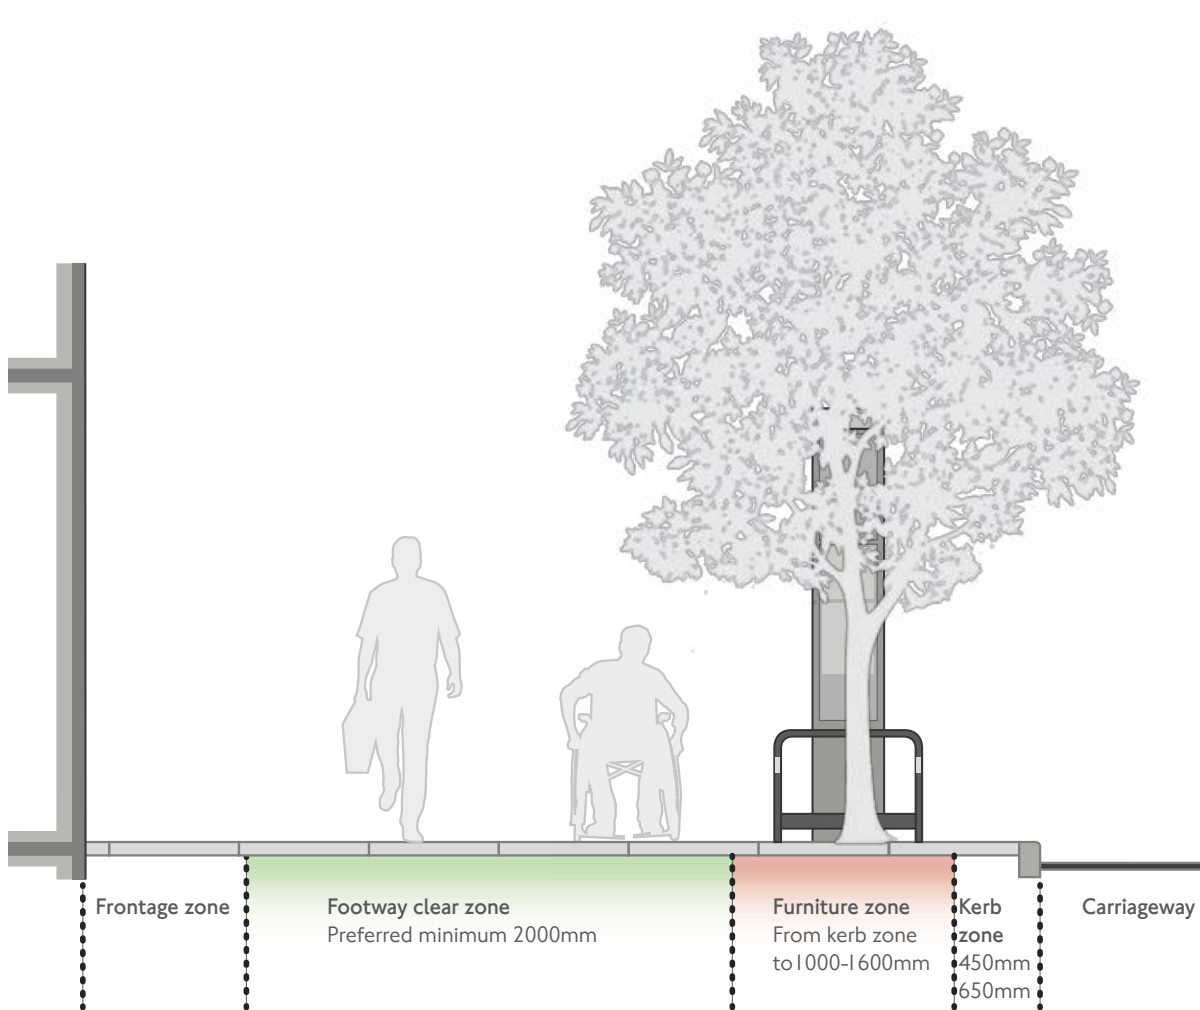 Frontage zone
Footway clear zone
Preferred minimum 2000mm
Furniture zone
From kerb zone
to1000-1600mm
Kerb
zone
450mm
650mm
Carriageway